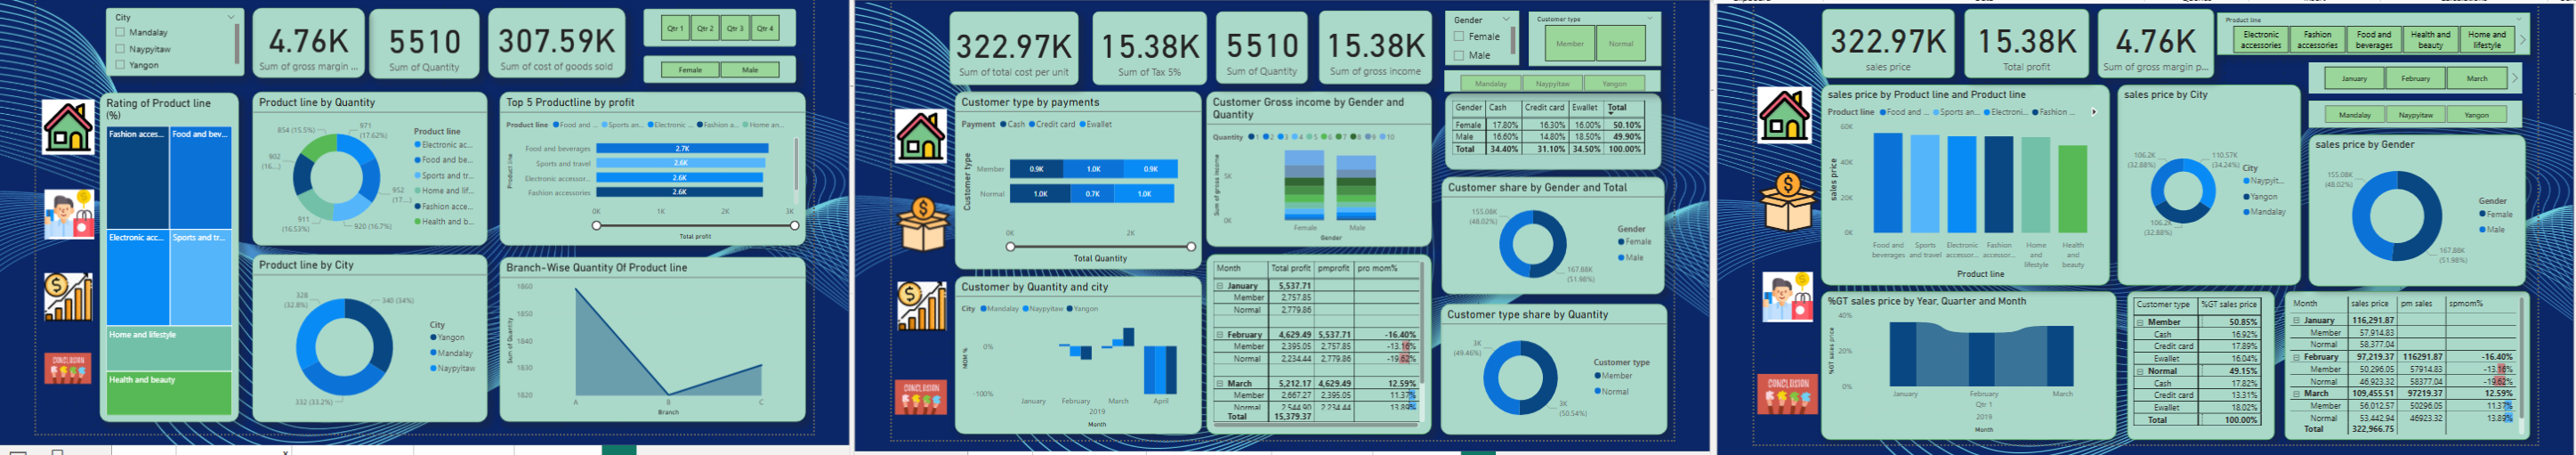 City
Mandalay
Naypyitaw
Yangon
4.76K
Sum of gross margin ...
5510
Sum of Quantity
307.59K
Sum of cost of goods sold
Qtr 1 Qtr 2 Qtr 3 Qtr 4
Female Male
Rating of Product line
(%)
Fashion acces... Food and bev...
Electronic acc... Sports and tr...
Home and lifestyle
Health and beauty
Product line by Quantity
854 (15.5%)
971
(17.62%)
902
(16....)
952
(17....)
911
(16.53%)
920 (16.7%)
Product line
Electronic ac...
Food and be...
Sports and tr...
Home and lif...
Fashion acce...
Health and b...
Top 5 Productline by profit
Product line Food and ... Sports an... Electronic ... Fashion a... Home an...
Product line
Food and beverages 2.7K
Sports and travel 2.6K
Electronic accessor... 2.6K
Fashion accessories 2.6K
0K 1K 2K 3K
Total profit
Product line by City
328
(32.8%)
340 (34%)
332 (33.2%)
City
Yangon
Mandalay
Naypyitaw
Branch-Wise Quantity Of Product line
Sum of Quantity
1860
1850
1840
1830
1820
A B C
Branch
CONCLUSION
322.97K
Sum of total cost per unit
15.38K
Sum of Tax 5%
5510
Sum of Quantity
15.38K
Sum of gross income
Gender
Female
Male
Customer type
Member Normal
Mandalay Naypyitaw Yangon
Customer type by payments
Payment Cash Credit card Ewallet
Customer type
Member 0.9K 1.0K 0.9K
Normal 1.0K 0.7K 1.0K
0K 2K
Total Quantity
Customer Gross income by Gender and
Quantity
Quantity 1 2 3 4 5 6 7 8 9 10
Sum of gross income
5K
0K
Female Male
Gender
Gender Cash Credit card Ewallet Total
Female 17.80% 16.30% 16.00% 50.10%
Male 16.60% 14.80% 18.50% 49.90%
Total 34.40% 31.10% 34.50% 100.00%
Customer share by Gender and Total
155.08K
(48.02%)
167.88K
(51.98%)
Gender
Female
Male
Customer by Quantity and city
City Mandalay Naypyitaw Yangon
MOM %
0%
-100%
January February March April
2019
Month
Month Total profit pmprofit pro mom%
January 5,537.71
Member 2,757.85
Normal 2,779.86
February 4,629.49 5,537.71 -16.40%
Member 2,395.05 2,757.85 -13.16%
Normal 2,234.44 2,779.86 -19.62%
March 5,212.17 4,629.49 12.59%
Member 2,667.27 2,395.05 11.37%
Normal 2,544.90 2,234.44 13.89%
Total 15,379.37
Customer type share by Quantity
3K
(49.46%)
3K
(50.54%)
Customer type
Member
Normal
CONCLUSION
322.97K
sales price
15.38K
Total profit
4.76K
Sum of gross margin p...
Product line
Electronic
accessories
Fashion
accessories
Food and
beverages
Health and
beauty
Home and
lifestyle
January February March
Mandalay Naypyitaw Yangon
sales price by Product line and Product line
Product line Food and ... Sports an... Electroni... Fashion ...
sales price
60K
40K
20K
0K
Food and
beverages
Sports
and travel
Electronic
accessor...
Fashion
accessor...
Home
and
lifestyle
Health
and
beauty
Product line
sales price by City
106.2K
(32.88%)
110.57K
(34.24%)
106.2K
(32.88%)
City
Naypyit...
Yangon
Mandalay
sales price by Gender
155.08K
(48.02%)
167.88K
(51.98%)
Gender
Female
Male
%GT sales price by Year, Quarter and Month
%GT sales price
40%
20%
0%
January February March
Qtr 1
2019
Month
Customer type %GT sales price
Member 50.85%
Cash 16.92%
Credit card 17.89%
Ewallet 16.04%
Normal 49.15%
Cash 17.82%
Credit card 13.31%
Ewallet 18.02%
Total 100.00%
Month sales price pm sales spmom%
January 116,291.87
Member 57,914.83
Normal 58,377.04
February 97,219.37 116291.87 -16.40%
Member 50,296.05 57914.83 -13.16%
Normal 46,923.32 58377.04 -19.62%
March 109,455.51 97219.37 12.59%
Member 56,012.57 50296.05 11.37%
Normal 53,442.94 46923.32 13.89%
Total 322,966.75
CONCLUSION